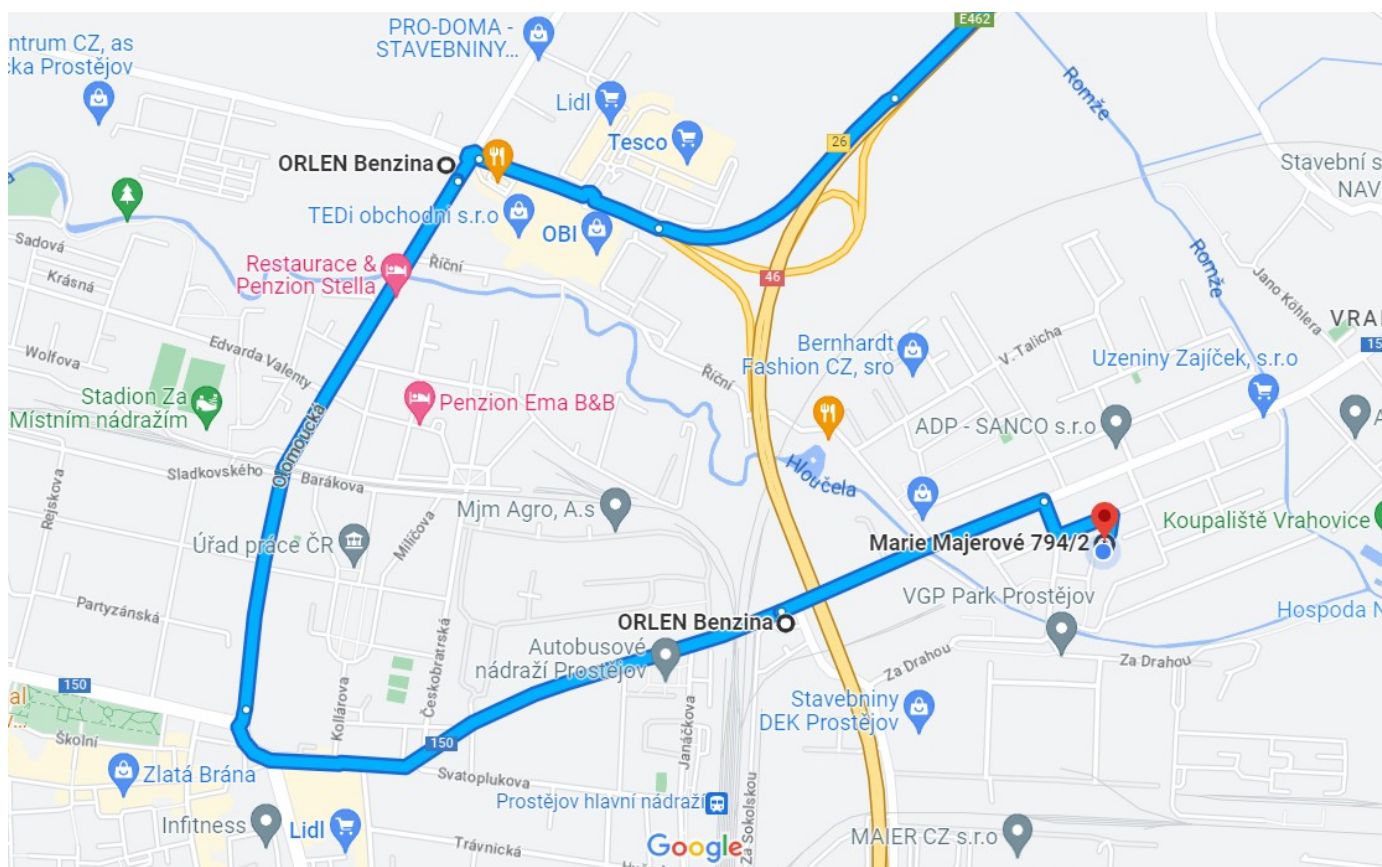 E462
PRO-DOMA -
STAVEBNINY...
ntrum CZ, as
cka Prostějov
Romže
Lidl
Tesco
26
ORLEN Benzina
Stavební s
NAV
TEDi obchodní s.r.o
OBI
Sadová
Krásná
Restaurace &
Penzion Stella
Říční
46
Romže
Jano Köhlera
VRA
15
Wolfova
Edvarda Valenty
Bernhardt
Fashion CZ, sro
V. Talicha
Uzeniny Zajíček, s.r.o
Říční
Stadion Za
Místním nádražím
Penzion Ema B&B
Olomoucká
ADP - SANCO s.r.o
A
Sladkovského
Barákova
Hloučela
Rejskova
Mjm Agro, A.s
Milíčova
Úřad práce ČR
Koupaliště Vrahovice
Marie Majerové 794/2
VGP Park Prostějov
Partyzánská
ORLEN Benzina
Hospoda N
Autobusové
nádraží Prostějov
Českobratrská
Za Drahou
Za Drahou
150
al
v...
Kollárova
Stavebniny
DEK Prostějov
Janáčkova
Školní
150
Zlatá Brána
Svatoplukova
Za Sokolskou
Prostějov hlavní nádraží
Infitness
Lidl
Trávnická
Google
MAIER CZ s.r.o